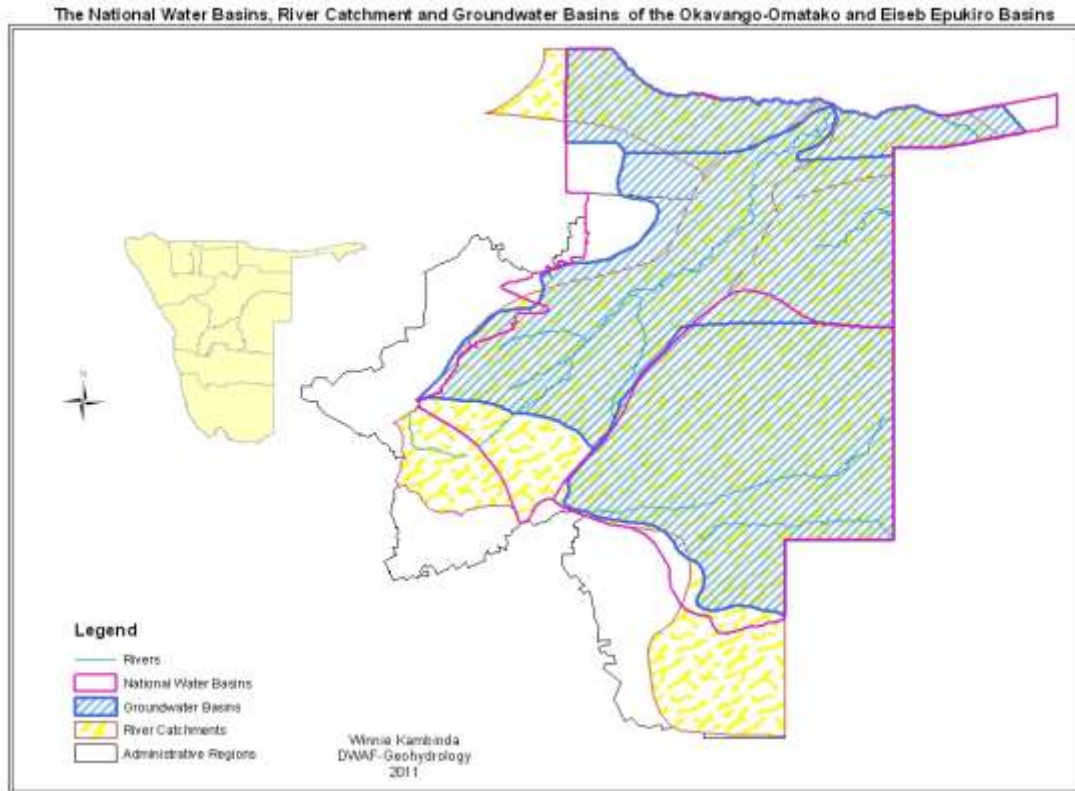 The National Water Basins, River Catchment and Groundwater Basins of the Okavango-Omatako and Eiseb Epukiro Basins
N
Legend
Rivers
National Water Basins
Groundwater Basins
River Catchments
Administrative Regions
Winnie Kambinda
DWAF-Geohydrology
2011